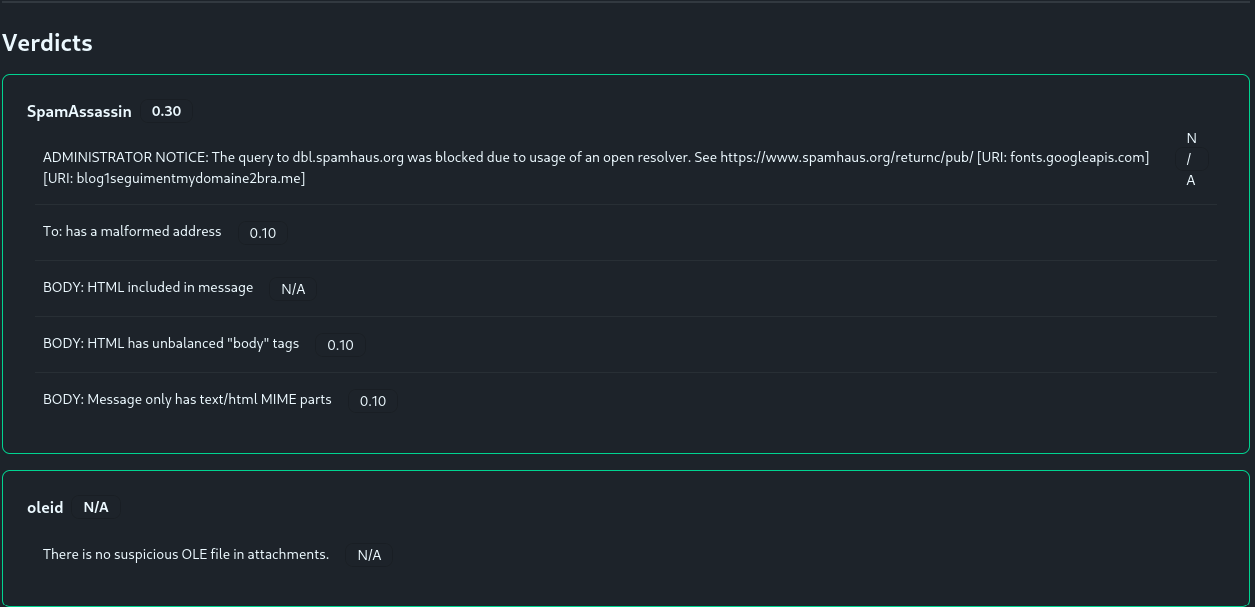 Verdicts
SpamAssassin 0.30
ADMINISTRATOR NOTICE: The query to dbl.spamhaus.org was blocked due to usage of an open resolver. See https://www.spamhaus.org/returnc/pub/ [URI: fonts.googleapis.com]
[URI: blog1seguimentmydomaine2bra.me]
N
/
A
To: has a malformed address 0.10
BODY: HTML included in message N/A
BODY: HTML has unbalanced "body" tags 0.10
BODY: Message only has text/html MIME parts 0.10
oleid N/A
There is no suspicious OLE file in attachments. N/A